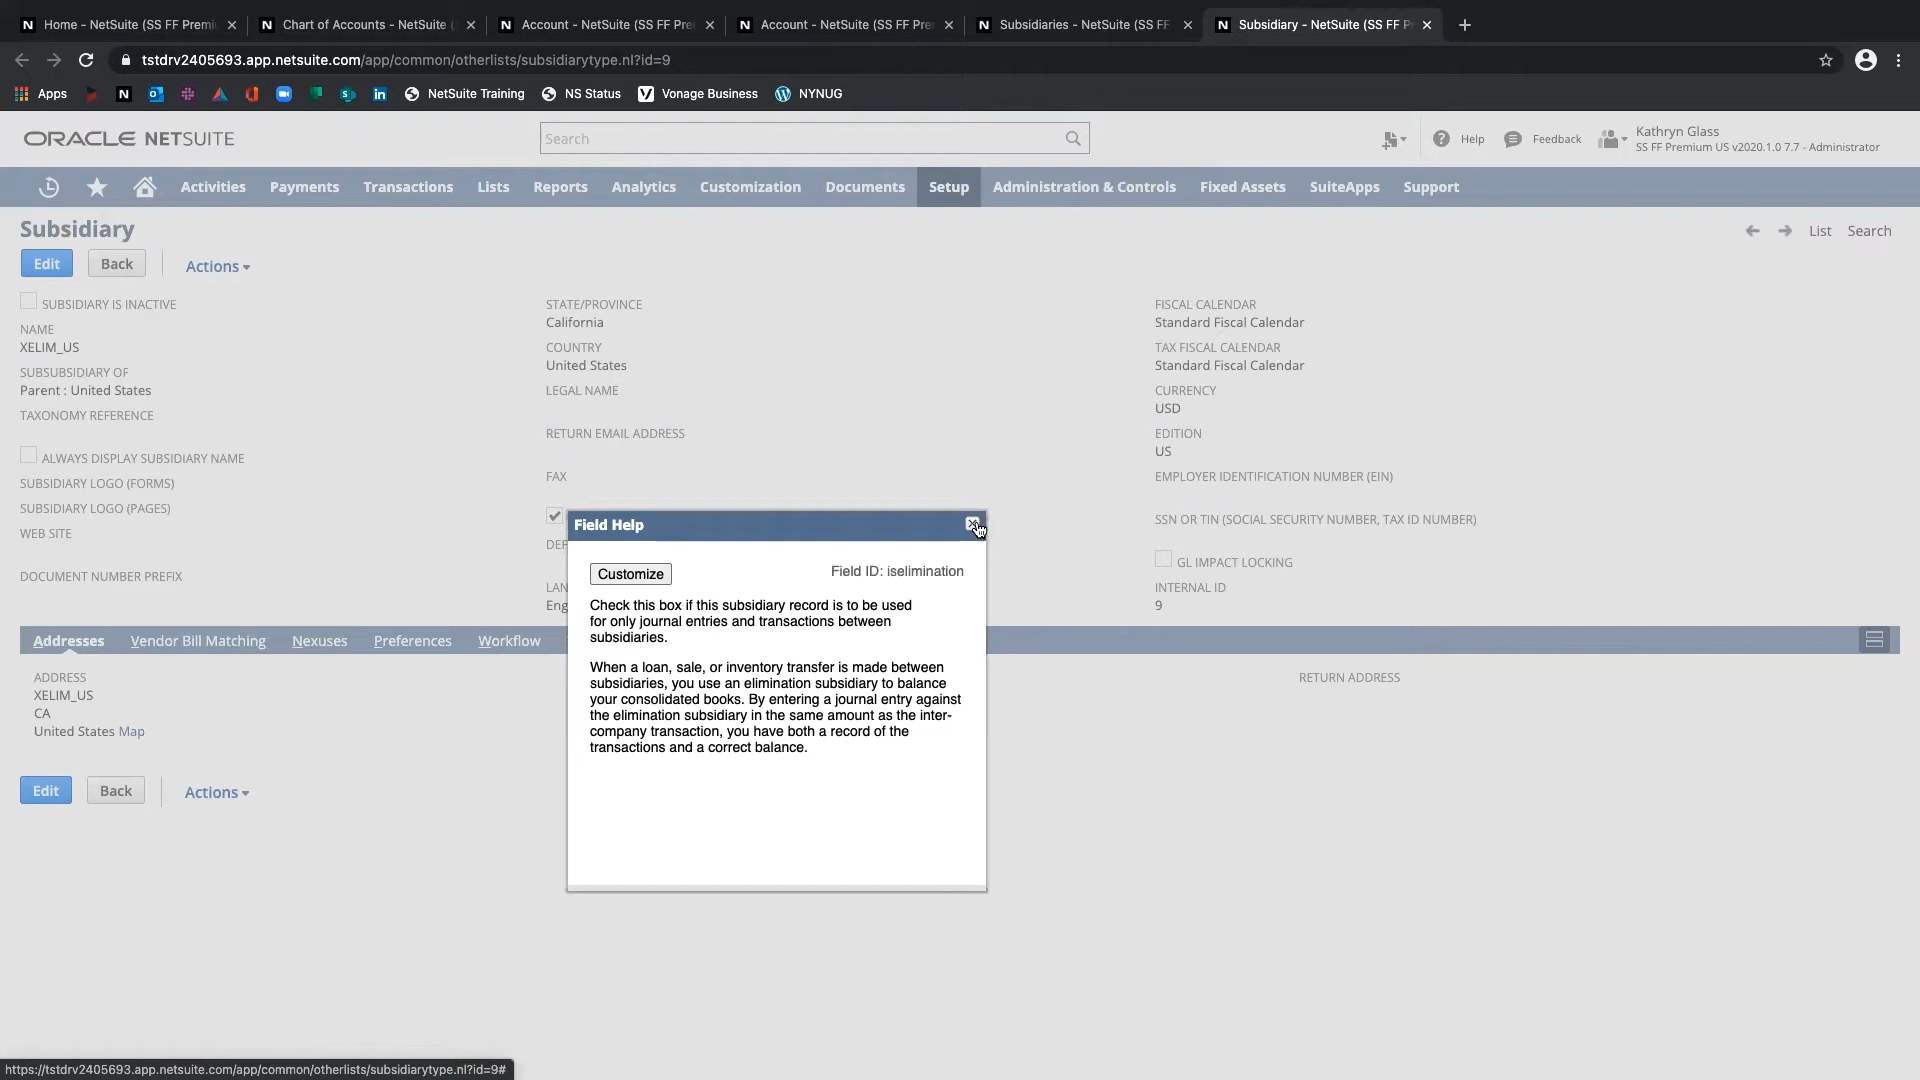 Home - NetSuite (SS FF Premi
Chart of Accounts - NetSuite (
Account - NetSuite (SS FF Pre
Account - NetSuite (SS FF Pre
Subsidiaries - NetSuite (SS FF
Subsidiary - NetSuite (SS FF P
tstdrv2405693.app.netsuite.com/app/common/otherlists/subsidiarytype.nl?id=9
Apps
NetSuite Training
NS Status
Vonage Business
NYNUG
ORACLE NETSUITE
Search
Help
Feedback
Kathryn Glass
SS FF Premium US v2020.1.0 7.7 - Administrator
Activities
Payments
Transactions
Lists
Reports
Analytics
Customization
Documents
Setup
Administration & Controls
Fixed Assets
SuiteApps
Support
Subsidiary
List
Search
Edit
Back
Actions
SUBSIDIARY IS INACTIVE
NAME
XELIM_US
SUBSUBSIDIARY OF
Parent : United States
TAXONOMY REFERENCE
ALWAYS DISPLAY SUBSIDIARY NAME
SUBSIDIARY LOGO (FORMS)
SUBSIDIARY LOGO (PAGES)
WEB SITE
DOCUMENT NUMBER PREFIX
STATE/PROVINCE
California
COUNTRY
United States
LEGAL NAME
RETURN EMAIL ADDRESS
FAX
DEF
LAN
Eng
FISCAL CALENDAR
Standard Fiscal Calendar
TAX FISCAL CALENDAR
Standard Fiscal Calendar
CURRENCY
USD
EDITION
US
EMPLOYER IDENTIFICATION NUMBER (EIN)
SSN OR TIN (SOCIAL SECURITY NUMBER, TAX ID NUMBER)
GL IMPACT LOCKING
INTERNAL ID
9
Field Help
Customize
Field ID: iselimination
Check this box if this subsidiary record is to be used
for only journal entries and transactions between
subsidiaries.
When a loan, sale, or inventory transfer is made between
subsidiaries, you use an elimination subsidiary to balance
your consolidated books. By entering a journal entry against
the elimination subsidiary in the same amount as the inter-
company transaction, you have both a record of the
transactions and a correct balance.
Addresses
Vendor Bill Matching
Nexuses
Preferences
Workflow
ADDRESS
XELIM_US
CA
United States Map
RETURN ADDRESS
Edit
Back
Actions
https://tstdrv2405693.app.netsuite.com/app/common/otherlists/subsidiarytype.nl?id=9#